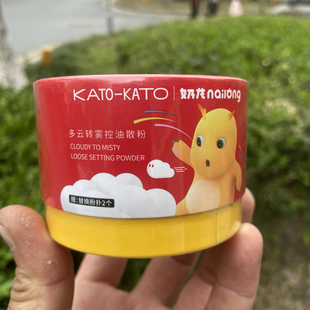 KATO-KATO | 奶龙 nailong
多云转雾控油散粉
CLOUDY TO MISTY
LOOSE SETTING POWDER
赠:替换粉扑2个